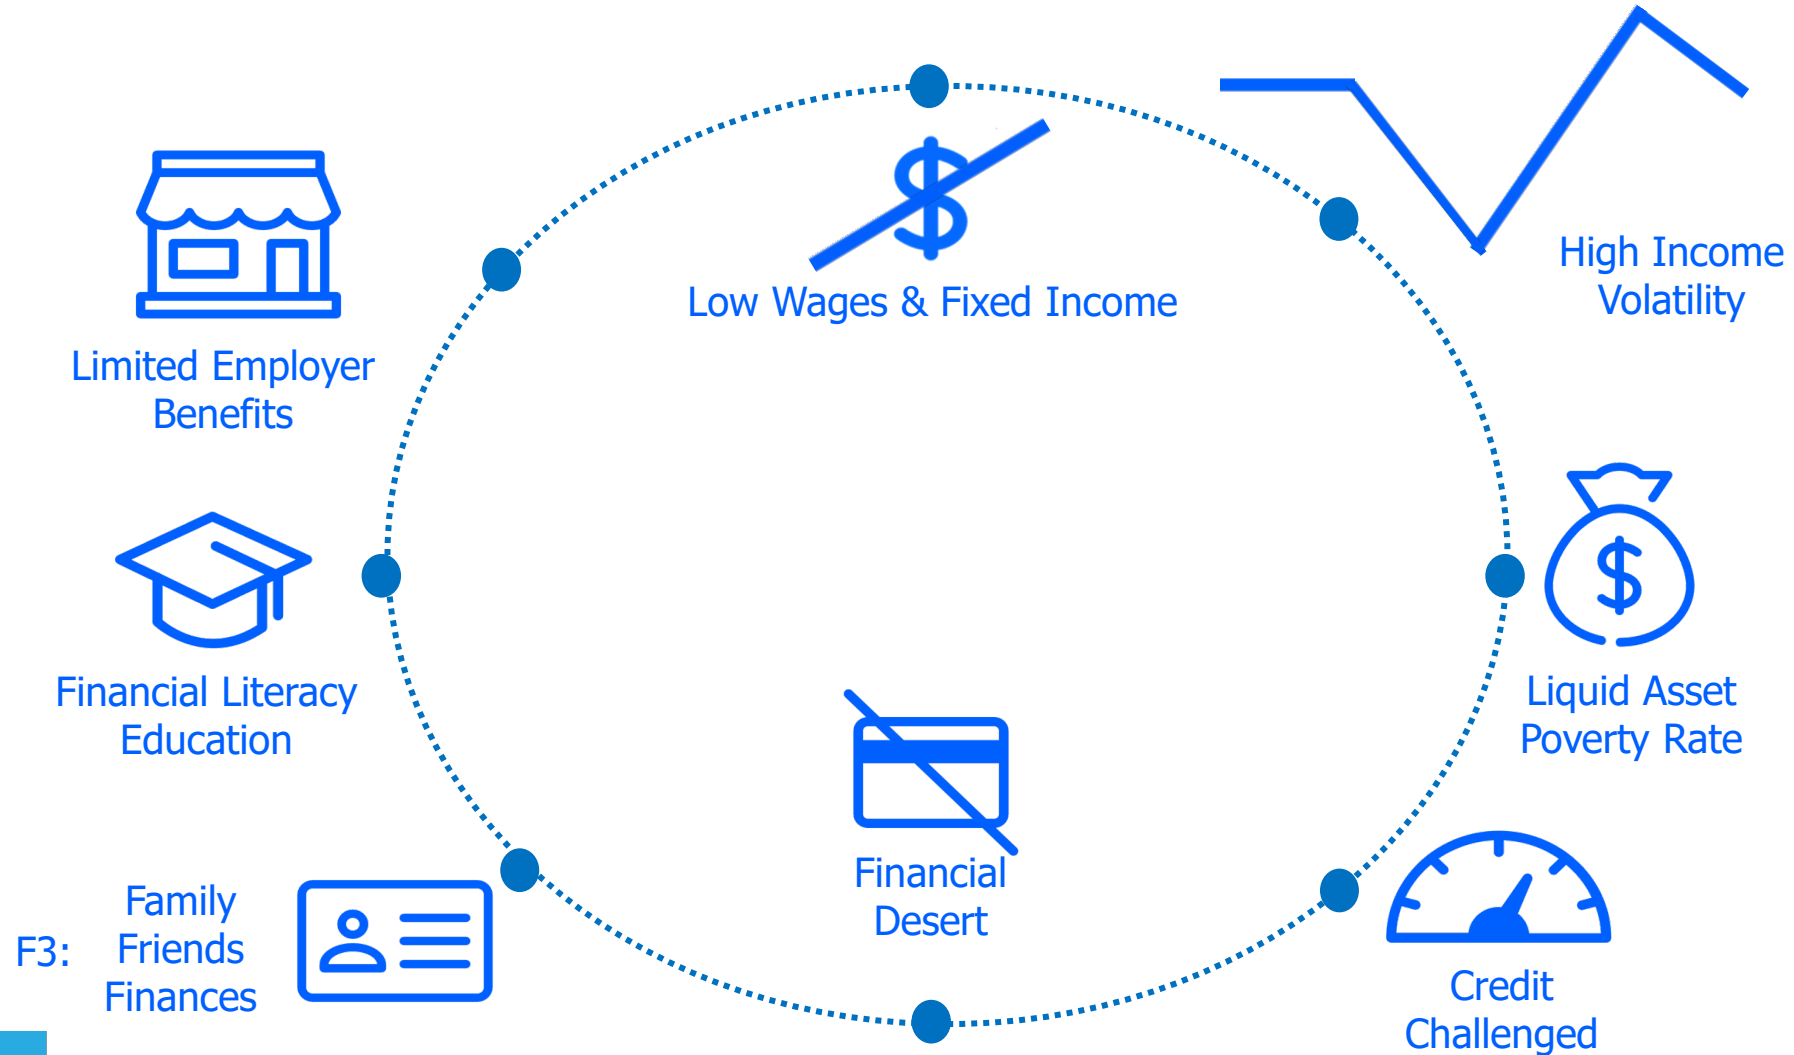 Low Wages & Fixed Income
High Income
Volatility
Limited Employer
Benefits
Financial Literacy
Education
Liquid Asset
Poverty Rate
Financial
Desert
F3:
Family
Friends
Finances
Credit
Challenged